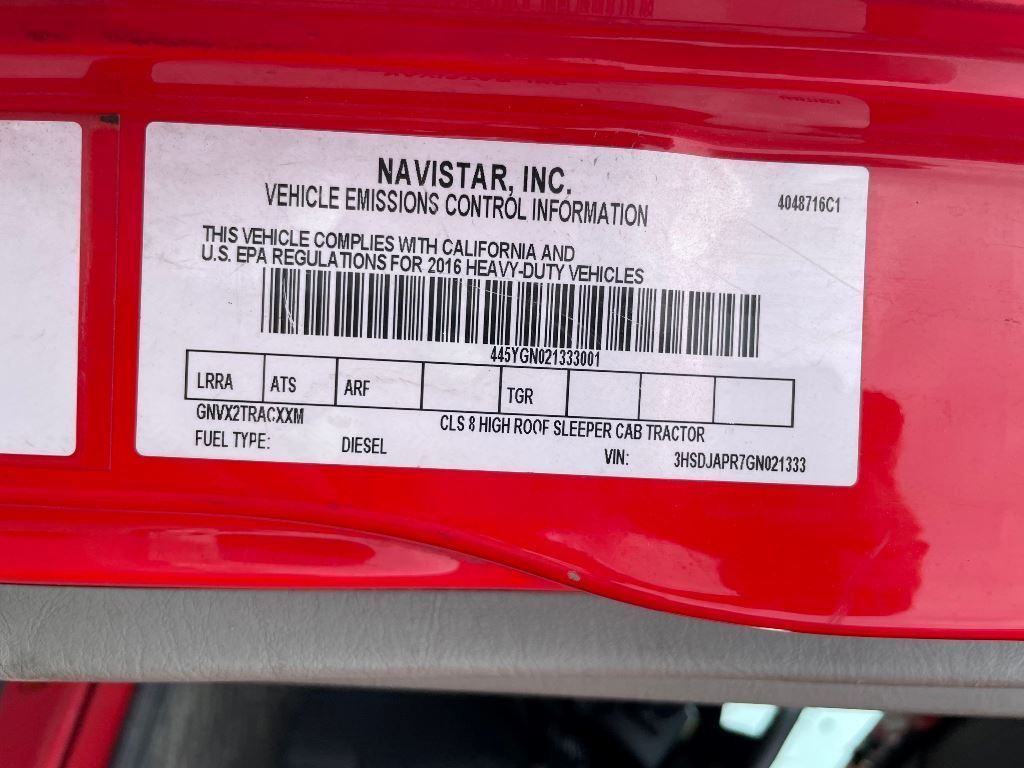 NAVISTAR, INC.
VEHICLE EMISSIONS CONTROL INFORMATION
4048716C1
THIS VEHICLE COMPLIES WITH CALIFORNIA AND
U.S. EPA REGULATIONS FOR 2016 HEAVY-DUTY VEHICLES
445YGN021333001
LRRA ATS ARF TGR
GNVX2TRACXXM
CLS 8 HIGH ROOF SLEEPER CAB TRACTOR
FUEL TYPE: DIESEL VIN: 3HSDJAPR7GN021333